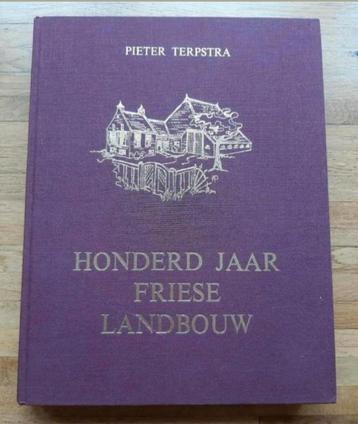 PIETER TERPSTRA
HONDERD JAAR
FRIESE
LANDBOUW